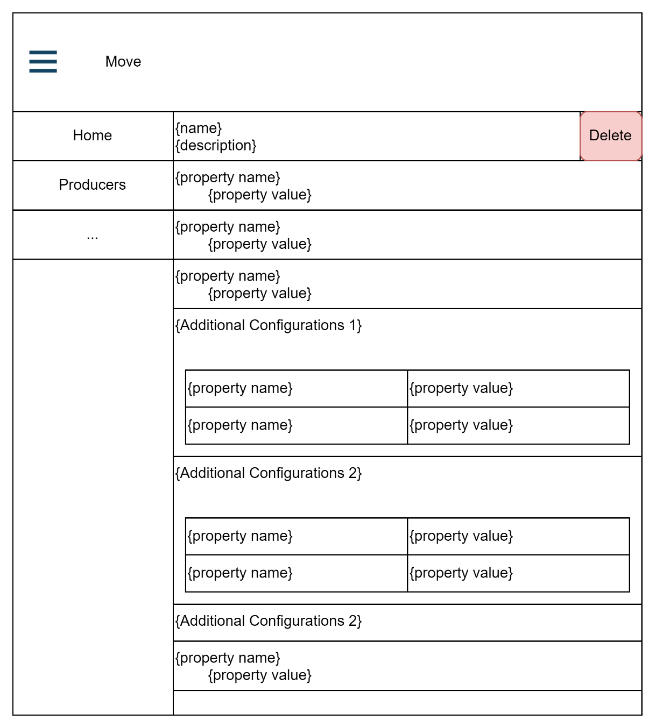 Move
Home
{name}
{description}
Delete
Producers
{property name}
{property value}
...
{property name}
{property value}
{property name}
{property value}
{Additional Configurations 1}
{property name} {property value}
{property name} {property value}
{Additional Configurations 2}
{property name} {property value}
{property name} {property value}
{Additional Configurations 2}
{property name}
{property value}